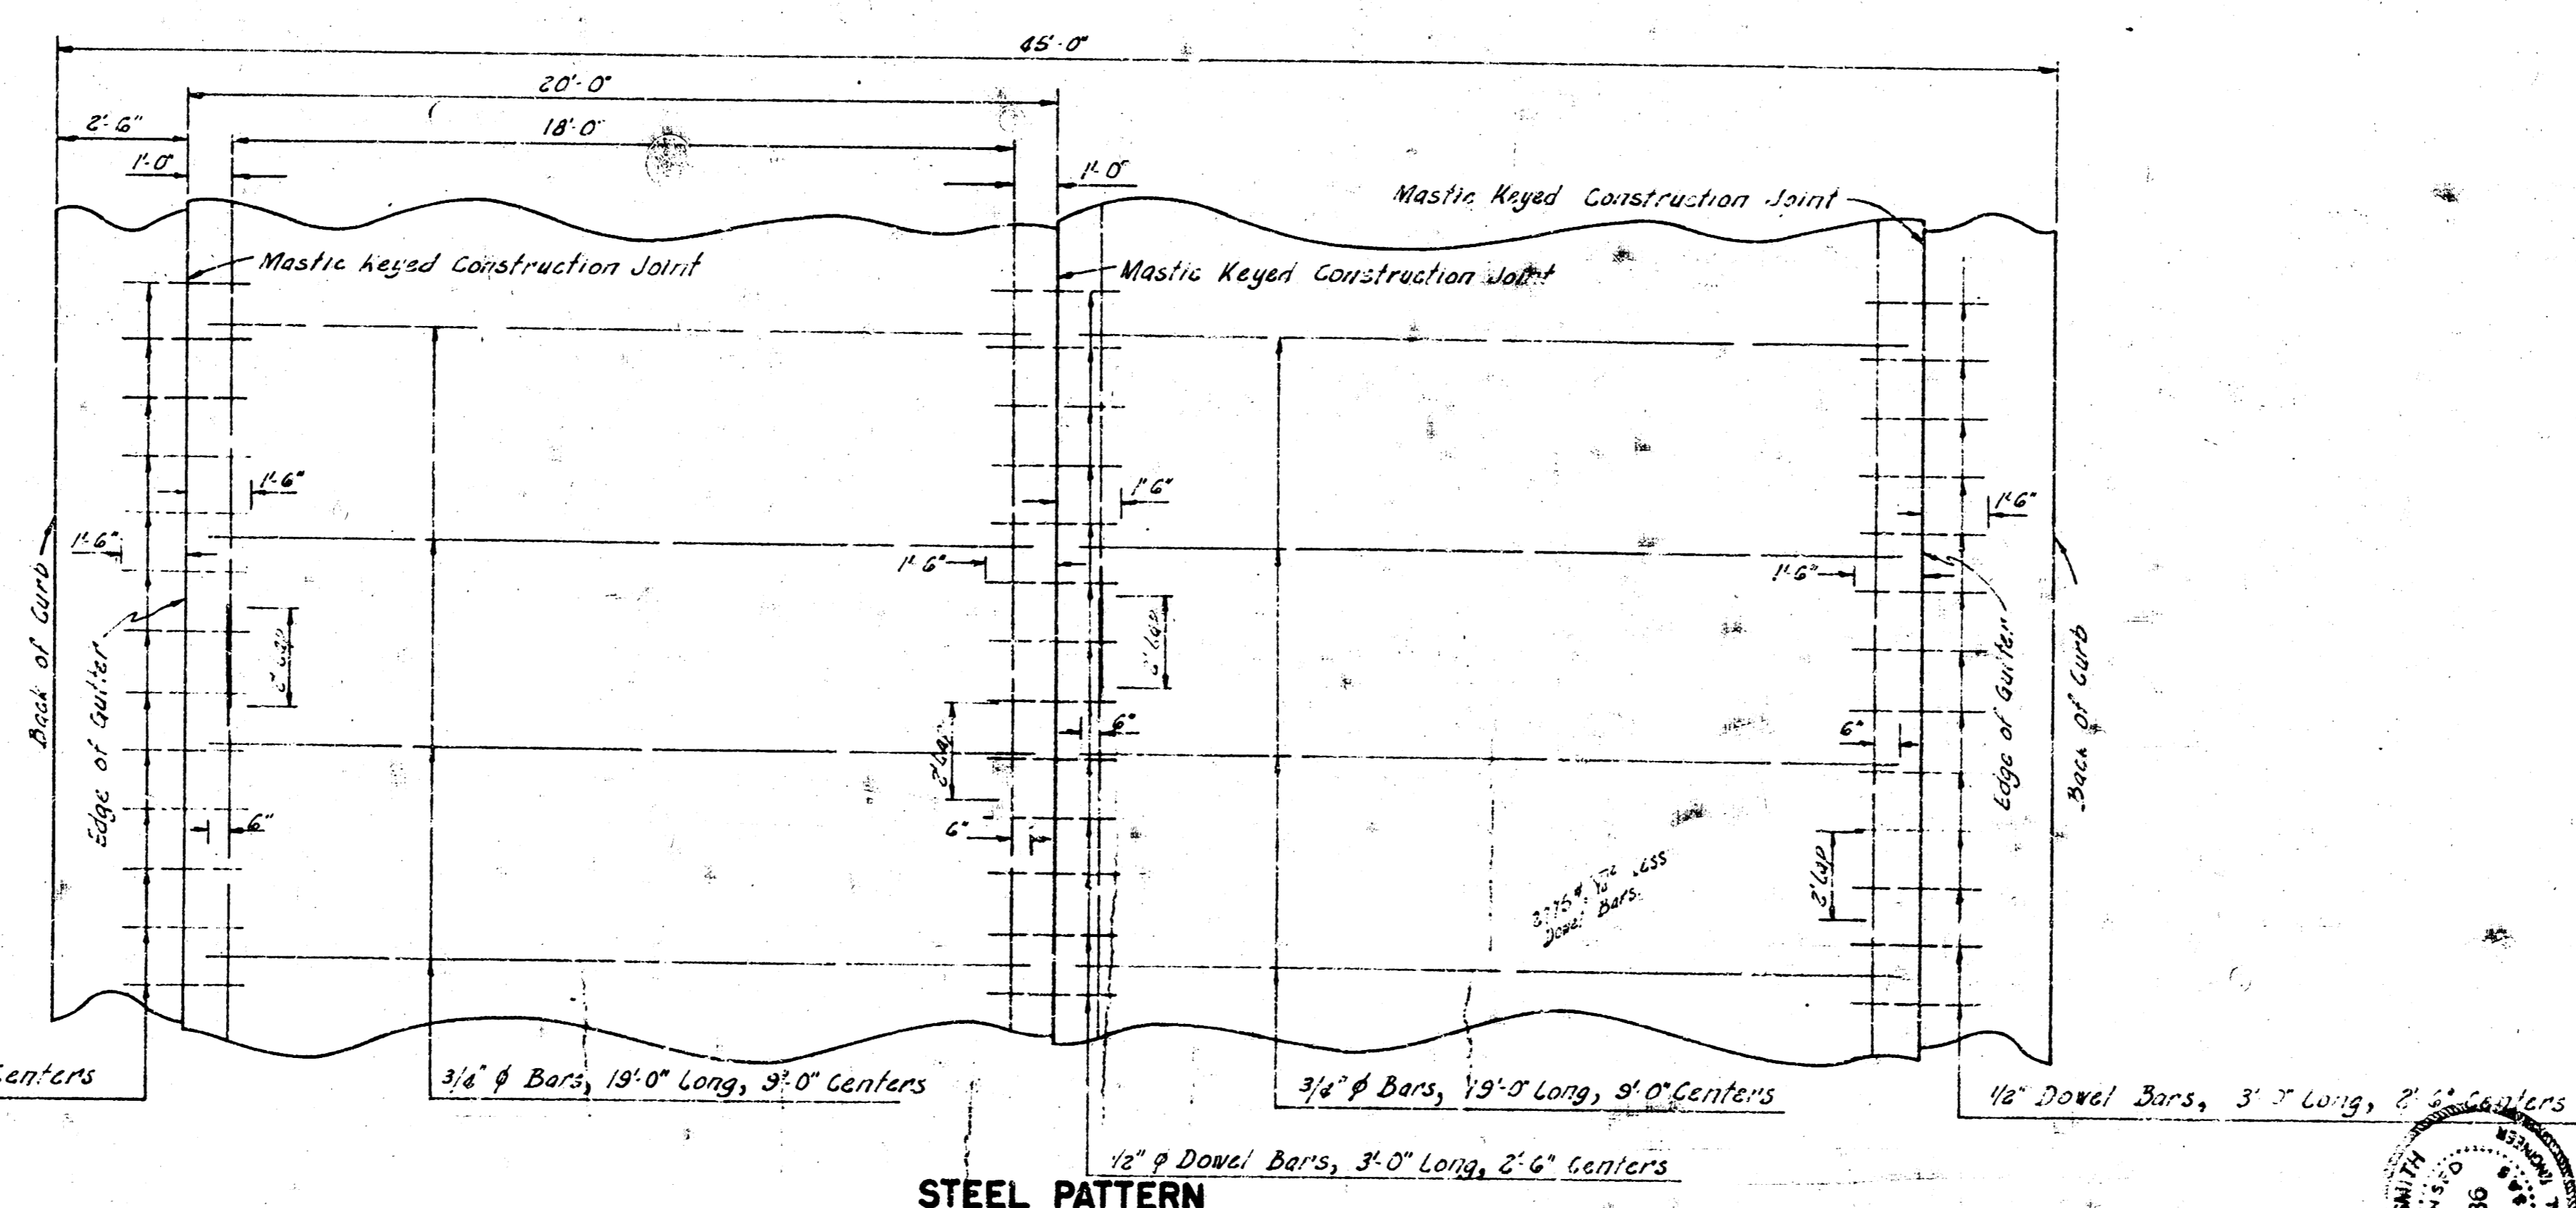 45'-0"
20'-0"
2'-6"
18'-0"
1'-0"
1'-0"
Mastic Keyed Construction Joint
Mastic Keyed Construction Joint
Mastic Keyed Construction Joint
1'-6"
1'-6"
1'-6"
1'-6"
1'-6"
1'-6"
Back of Curb
Edge of Gutter
2' Lap
2' Lap
6"
2' Lap
6"
6"
6"
2' Lap
Edge of Gutter
Back of Curb
Dowel Bars.
Centers
3/4" φ Bars, 19'-0" Long, 9'-0" Centers
3/4" φ Bars, 19'-0" Long, 9'-0" Centers
1/2" Dowel Bars, 3'-0" Long, 2'-6" Centers
1/2" φ Dowel Bars, 3'-0" Long, 2'-6" Centers
STEEL PATTERN
ENGINEER